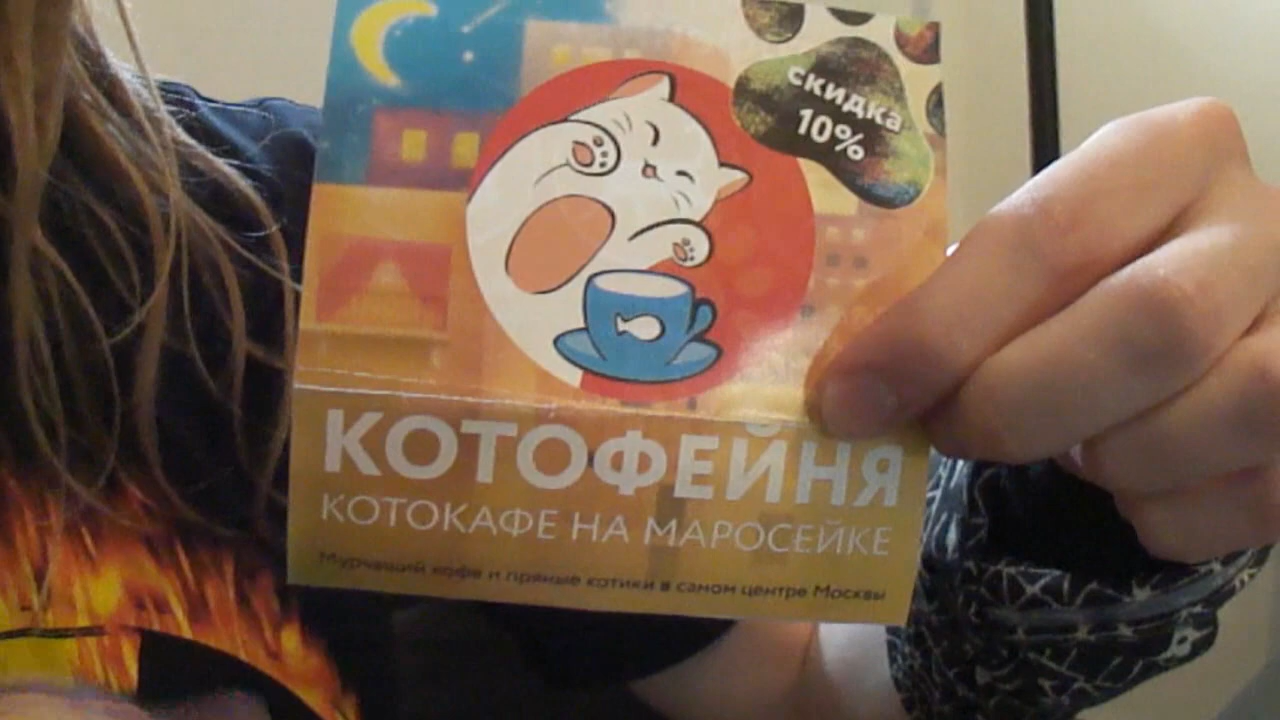 скидка
10%
КОТОФЕЙНЯ
КОТОКАФЕ НА МАРОСЕЙКЕ
Мурчащий кофе и пряные котики в самом центре Москвы